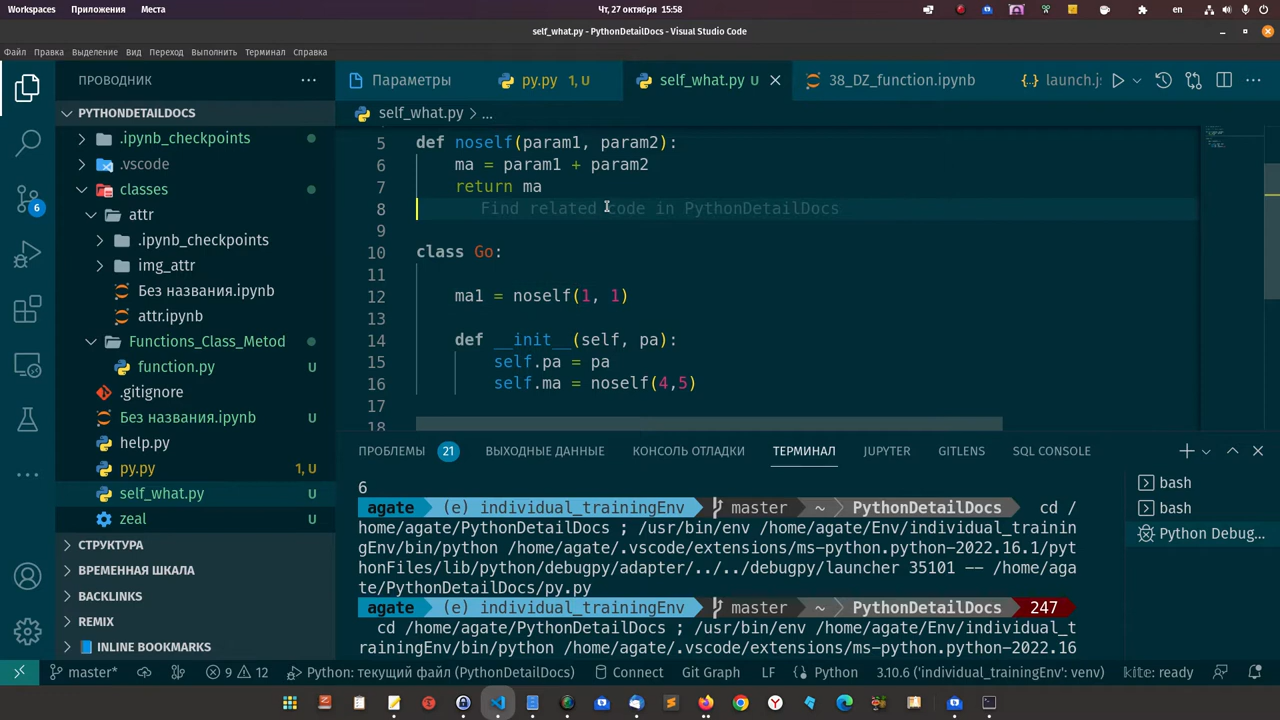 Workspaces Приложения Места Чт, 27 октября 15:58 en
self_what.py - PythonDetailDocs - Visual Studio Code
Файл Правка Выделение Вид Переход Выполнить Терминал Справка
ПРОВОДНИК
Параметры py.py 1, U self_what.py U 38_DZ_function.ipynb launch.j
PYTHONDETAILDOCS
self_what.py > ...
.ipynb_checkpoints
.vscode
classes
attr
.ipynb_checkpoints
img_attr
Без названия.ipynb
attr.ipynb
Functions_Class_Metod
function.py U
.gitignore
Без названия.ipynb U
help.py
py.py 1, U
self_what.py U
zeal
СТРУКТУРА
ВРЕМЕННАЯ ШКАЛА
BACKLINKS
REMIX
INLINE BOOKMARKS
5 def noself(param1, param2):
6 ma = param1 + param2
7 return ma
8 Find related code in PythonDetailDocs
9
10 class Go:
11
12 ma1 = noself(1, 1)
13
14 def __init__(self, pa):
15 self.pa = pa
16 self.ma = noself(4,5)
17
18
ПРОБЛЕМЫ 21 ВЫХОДНЫЕ ДАННЫЕ КОНСОЛЬ ОТЛАДКИ ТЕРМИНАЛ JUPYTER GITLENS SQL CONSOLE
6
agate (e) individual_trainingEnv master ~ PythonDetailDocs cd /
home/agate/PythonDetailDocs ; /usr/bin/env /home/agate/Env/individual_trainin
gEnv/bin/python /home/agate/.vscode/extensions/ms-python.python-2022.16.1/pyt
honFiles/lib/python/debugpy/adapter/../../debugpy/launcher 35101 -- /home/aga
te/PythonDetailDocs/py.py
agate (e) individual_trainingEnv master ~ PythonDetailDocs 247
cd /home/agate/PythonDetailDocs ; /usr/bin/env /home/agate/Env/individual_t
rainingEnv/bin/python /home/agate/.vscode/extensions/ms-python.python-2022.16
bash
bash
Python Debug...
master* 9 12 Python: текущий файл (PythonDetailDocs) Connect Git Graph LF Python 3.10.6 ('individual_trainingEnv': venv) kite: ready